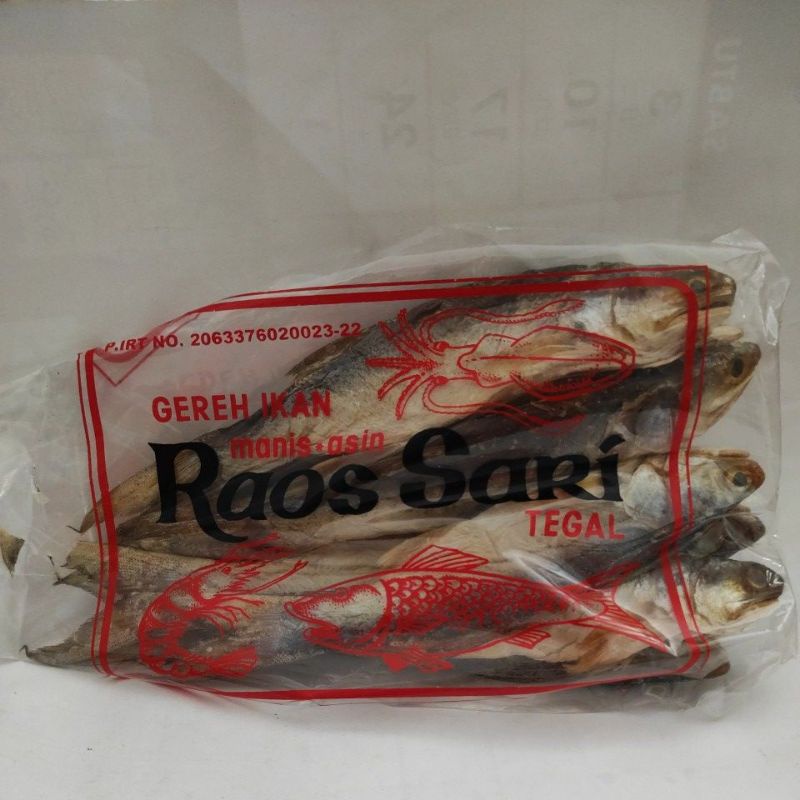 P.IRT NO. 2063376020023-22
GEREH IKAN
manis•asin
Raos Sari
TEGAL